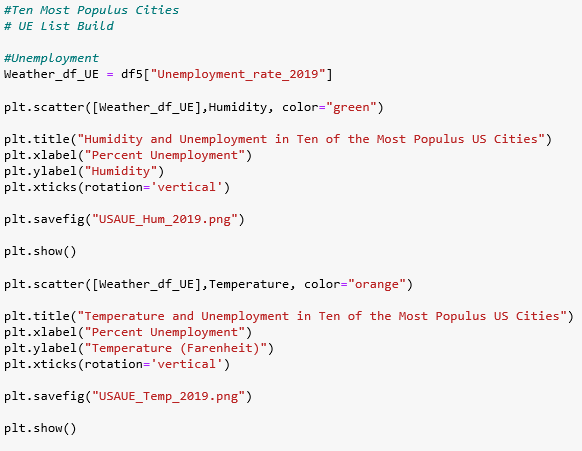 #Ten Most Populus Cities
# UE List Build
#Unemployment
Weather_df_UE = df5["Unemployment_rate_2019"]
plt.scatter([Weather_df_UE],Humidity, color="green")
plt.title("Humidity and Unemployment in Ten of the Most Populus US Cities")
plt.xlabel("Percent Unemployment")
plt.ylabel("Humidity")
plt.xticks(rotation='vertical')
plt.savefig("USAUE_Hum_2019.png")
plt.show()
plt.scatter([Weather_df_UE],Temperature, color="orange")
plt.title("Temperature and Unemployment in Ten of the Most Populus US Cities")
plt.xlabel("Percent Unemployment")
plt.ylabel("Temperature (Farenheit)")
plt.xticks(rotation='vertical')
plt.savefig("USAUE_Temp_2019.png")
plt.show()